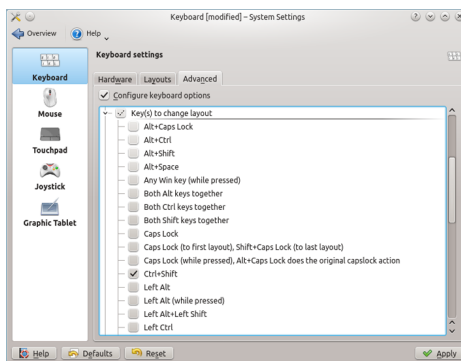 Keyboard [modified] – System Settings
Overview Help
Keyboard
Mouse
Touchpad
Joystick
Graphic Tablet
Keyboard settings
Hardware Layouts Advanced
Configure keyboard options
Key(s) to change layout
Alt+Caps Lock
Alt+Ctrl
Alt+Shift
Alt+Space
Any Win key (while pressed)
Both Alt keys together
Both Ctrl keys together
Both Shift keys together
Caps Lock
Caps Lock (to first layout), Shift+Caps Lock (to last layout)
Caps Lock (while pressed), Alt+Caps Lock does the original capslock action
Ctrl+Shift
Left Alt
Left Alt (while pressed)
Left Alt+Left Shift
Left Ctrl
Help Defaults Reset Apply